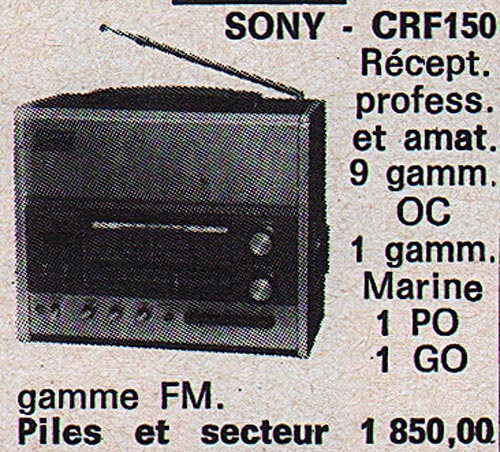 SONY - CRF150
Récept.
profess.
et amat.
9 gamm.
OC
1 gamm.
Marine
1 PO
1 GO
gamme FM.
Piles et secteur 1 850,00